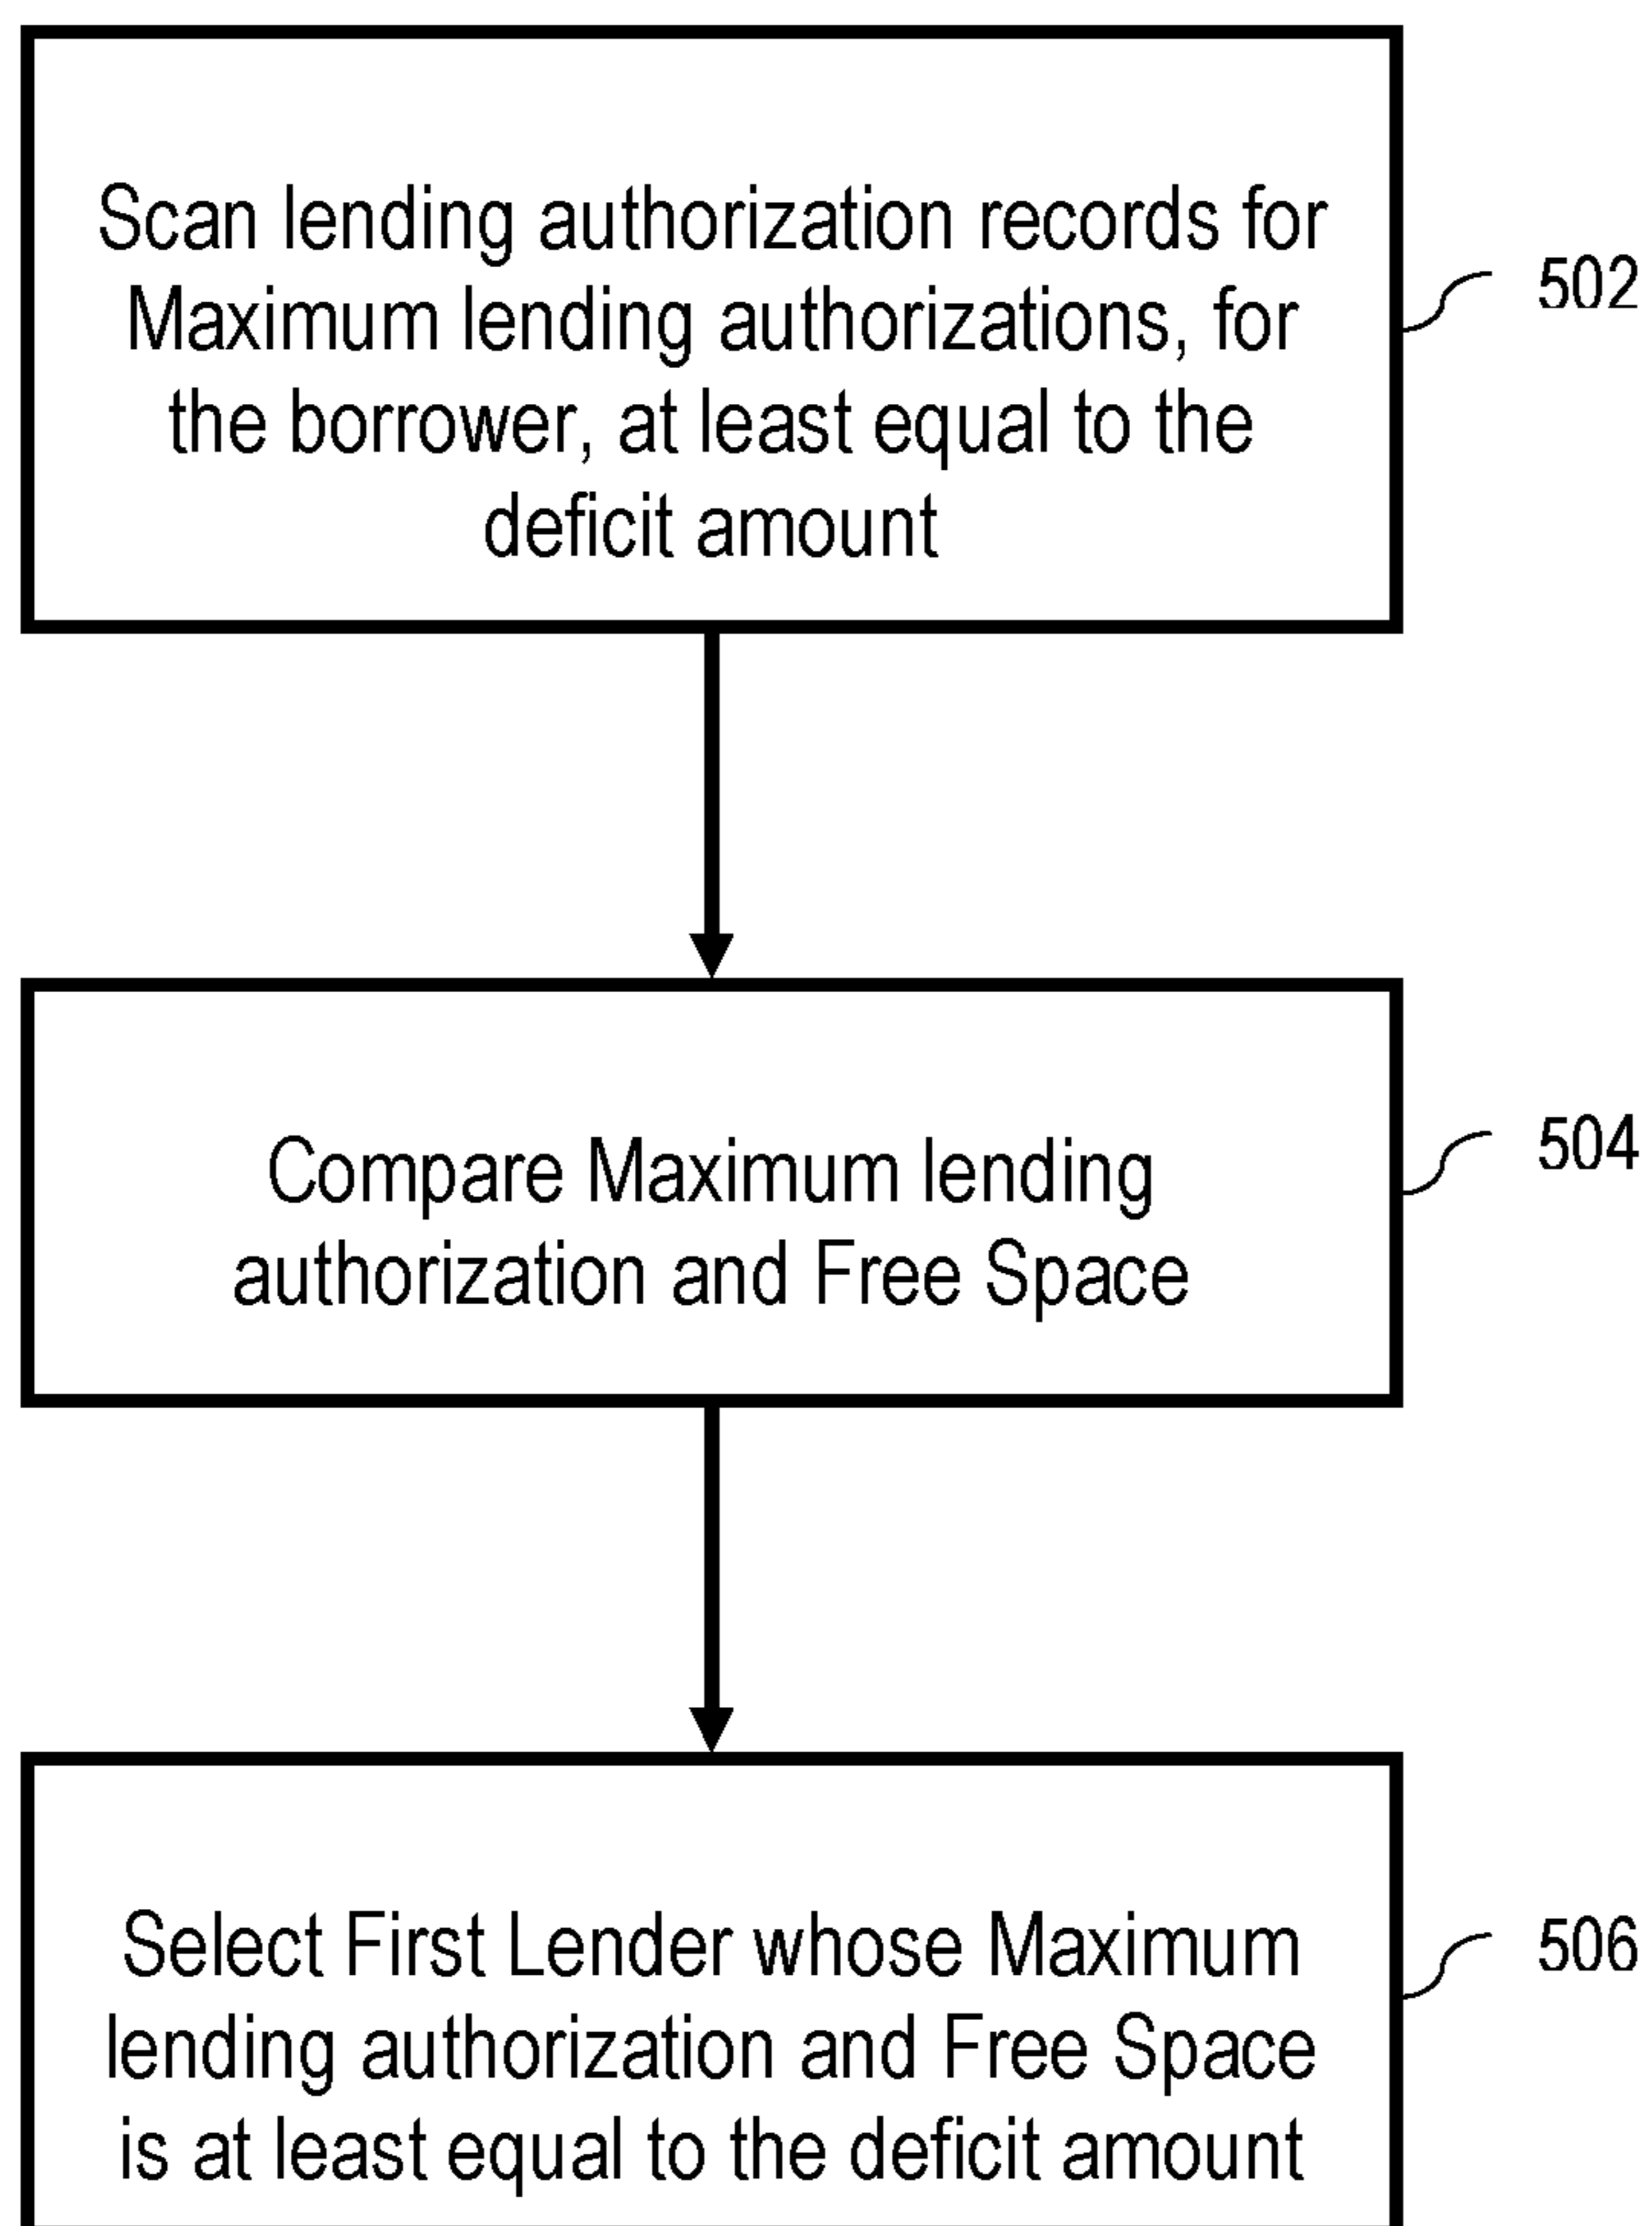 Scan lending authorization records for
Maximum lending authorizations, for
the borrower, at least equal to the
deficit amount
502
Compare Maximum lending
authorization and Free Space
504
Select First Lender whose Maximum
lending authorization and Free Space
is at least equal to the deficit amount
506